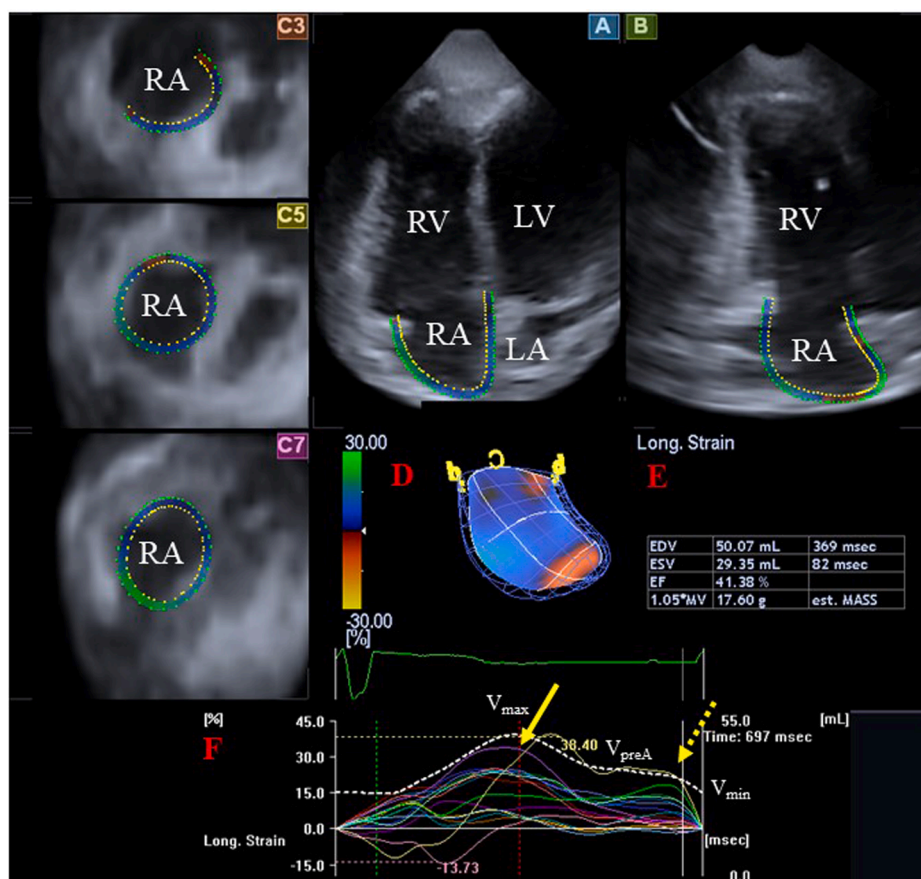 C3
RA
C5
RA
C7
RA
A
RV
LV
RA
LA
B
RV
RA
30.00
-30.00
[%]
D
Long. Strain
E
EDV 50.07 mL 369 msec
ESV 29.35 mL 82 msec
EF 41.38 %
1.05*MV 17.60 g est. MASS
F
[%]
45.0
30.0
15.0
0.0
-15.0
Long. Strain
Vmax
38.40
VpreA
Vmin
-13.73
55.0 [mL]
Time: 697 msec
[msec]
0.0